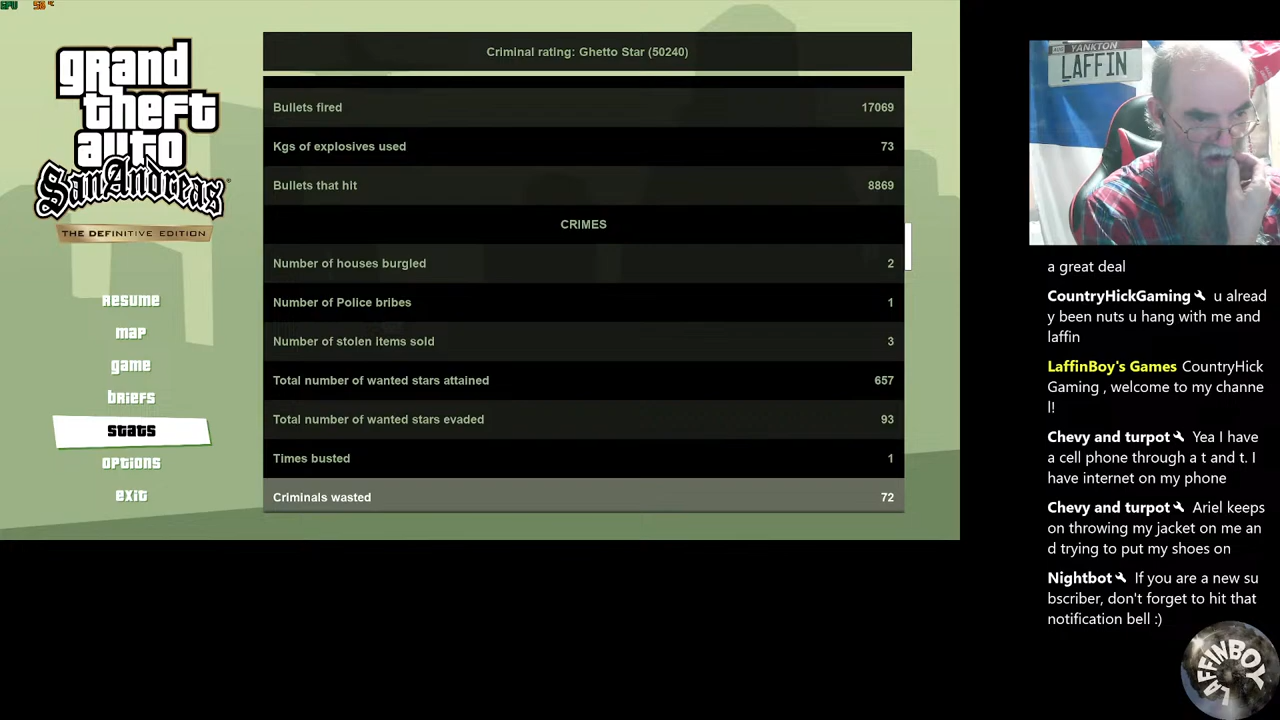 GPU 58 °C
grand
theft
auto
San Andreas
THE DEFINITIVE EDITION
Resume
map
game
Briefs
stats
options
exit
Criminal rating: Ghetto Star (50240)
Bullets fired 17069
Kgs of explosives used 73
Bullets that hit 8869
CRIMES
Number of houses burgled 2
Number of Police bribes 1
Number of stolen items sold 3
Total number of wanted stars attained 657
Total number of wanted stars evaded 93
Times busted 1
Criminals wasted 72
YANKTON
LAFFIN
a great deal
CountryHickGaming u alread
y been nuts u hang with me and
laffin
LaffinBoy's Games CountryHick
Gaming , welcome to my channe
l!
Chevy and turpot Yea I have
a cell phone through a t and t. I
have internet on my phone
Chevy and turpot Ariel keeps
on throwing my jacket on me an
d trying to put my shoes on
Nightbot If you are a new su
bscriber, don't forget to hit that
notification bell :)
LAFFINBOY